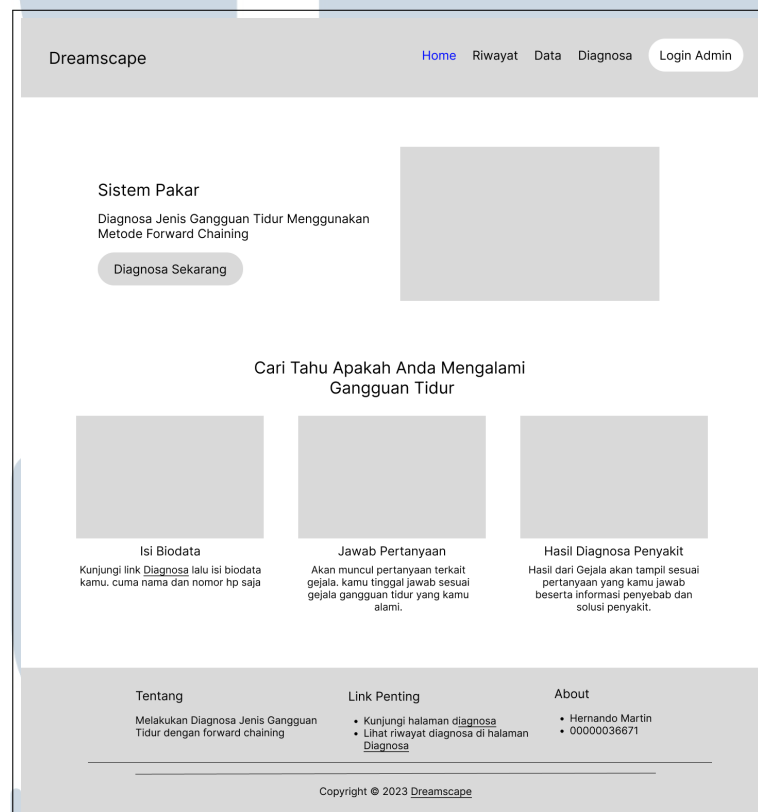 Dreamscape
Home Riwayat Data Diagnosa Login Admin
Sistem Pakar
Diagnosa Jenis Gangguan Tidur Menggunakan
Metode Forward Chaining
Diagnosa Sekarang
Cari Tahu Apakah Anda Mengalami
Gangguan Tidur
Isi Biodata
Kunjungi link Diagnosa lalu isi biodata
kamu. cuma nama dan nomor hp saja
Jawab Pertanyaan
Akan muncul pertanyaan terkait
gejala. kamu tinggal jawab sesuai
gejala gangguan tidur yang kamu
alami.
Hasil Diagnosa Penyakit
Hasil dari Gejala akan tampil sesuai
pertanyaan yang kamu jawab
beserta informasi penyebab dan
solusi penyakit.
Tentang
Melakukan Diagnosa Jenis Gangguan
Tidur dengan forward chaining
Link Penting
• Kunjungi halaman diagnosa
• Lihat riwayat diagnosa di halaman
Diagnosa
About
• Hernando Martin
• 00000036671
Copyright © 2023 Dreamscape